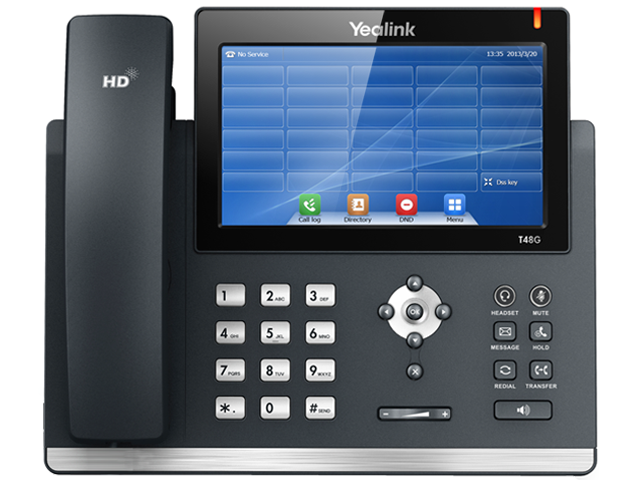 Yealink
HD
No Service 13:35 2013/3/20
Dss key
Call log Directory DND Menu
T48G
1 2 ABC 3 DEF
OK
HEADSET MUTE
4 GHI 5 JKL 6 MNO
MESSAGE HOLD
7 PQRS 8 TUV 9 WXYZ
REDIAL TRANSFER
*. 0 #SEND
- +